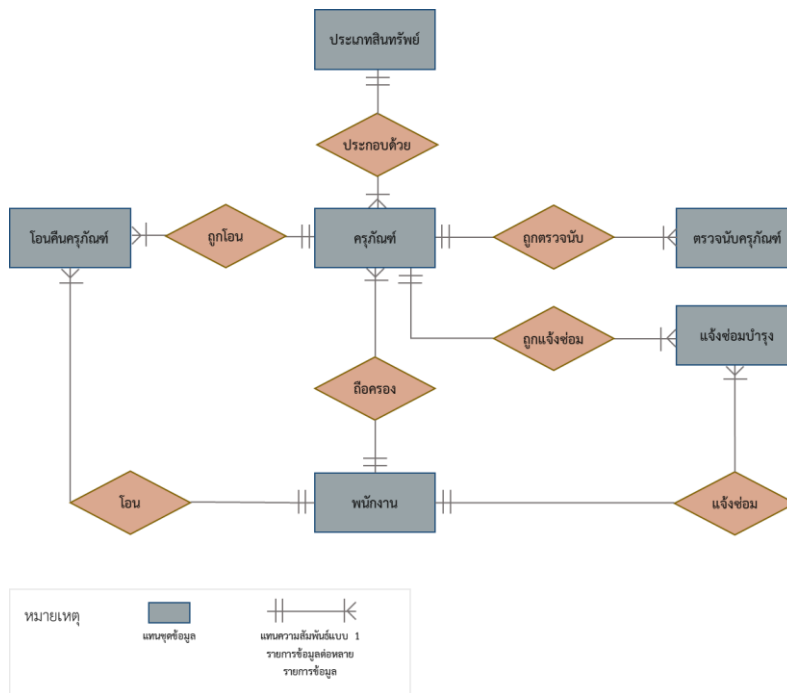 ประเภทสินทรัพย์
ประกอบด้วย
โอนคืนครุภัณฑ์
ถูกโอน
ครุภัณฑ์
ถูกตรวจนับ
ตรวจนับครุภัณฑ์
ถูกแจ้งซ่อม
แจ้งซ่อมบำรุง
ถือครอง
โอน
พนักงาน
แจ้งซ่อม
หมายเหตุ
แทนชุดข้อมูล
แทนความสัมพันธ์แบบ 1
รายการข้อมูลต่อหลาย
รายการข้อมูล